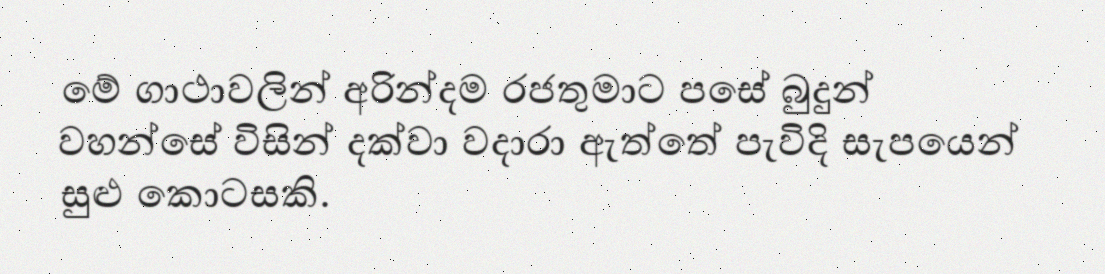 මේ ගාථාවලින් අරින්දම රජතුමාට පසේ බුදුන්
වහන්සේ විසින් දක්වා වදාරා ඇත්තේ පැවිදි සැපයෙන්
සුළු කොටසකි.